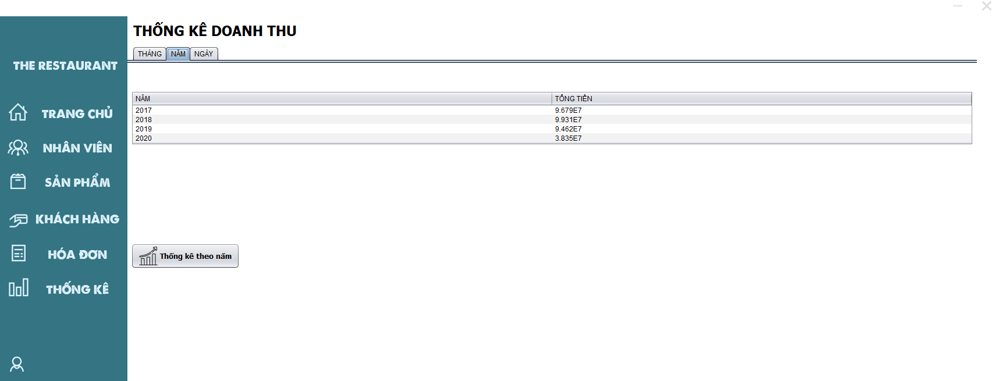 THE RESTAURANT
TRANG CHỦ
NHÂN VIÊN
SẢN PHẨM
KHÁCH HÀNG
HÓA ĐƠN
THỐNG KÊ
THỐNG KÊ DOANH THU
THÁNG NĂM NGÀY
NĂM TỔNG TIỀN
2017 9.679E7
2018 9.931E7
2019 9.462E7
2020 3.835E7
Thống kê theo năm